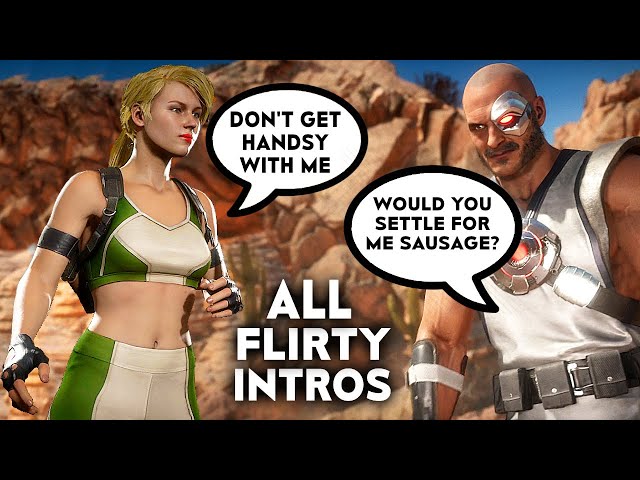 DON'T GET
HANDSY
WITH ME
WOULD YOU
SETTLE FOR
ME SAUSAGE?
ALL
FLIRTY
INTROS